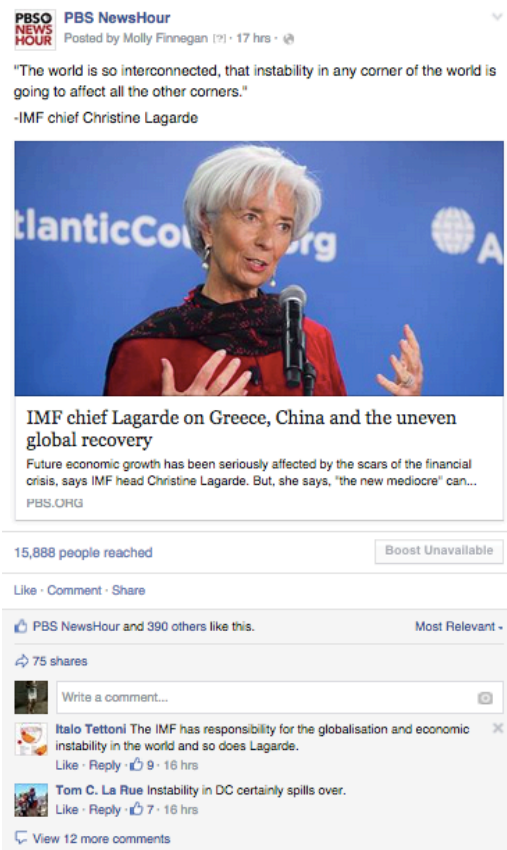 PBSO NEWS HOUR
PBS NewsHour
Posted by Molly Finnegan [?] · 17 hrs ·
"The world is so interconnected, that instability in any corner of the world is
going to affect all the other corners."
-IMF chief Christine Lagarde
tlanticCou rg
A
IMF chief Lagarde on Greece, China and the uneven
global recovery
Future economic growth has been seriously affected by the scars of the financial
crisis, says IMF head Christine Lagarde. But, she says, "the new mediocre" can...
PBS.ORG
15,888 people reached
Boost Unavailable
Like · Comment · Share
PBS NewsHour and 390 others like this.
Most Relevant
75 shares
Write a comment...
Italo Tettoni The IMF has responsibility for the globalisation and economic
instability in the world and so does Lagarde.
Like · Reply · 9 · 16 hrs
Tom C. La Rue Instability in DC certainly spills over.
Like · Reply · 7 · 16 hrs
View 12 more comments